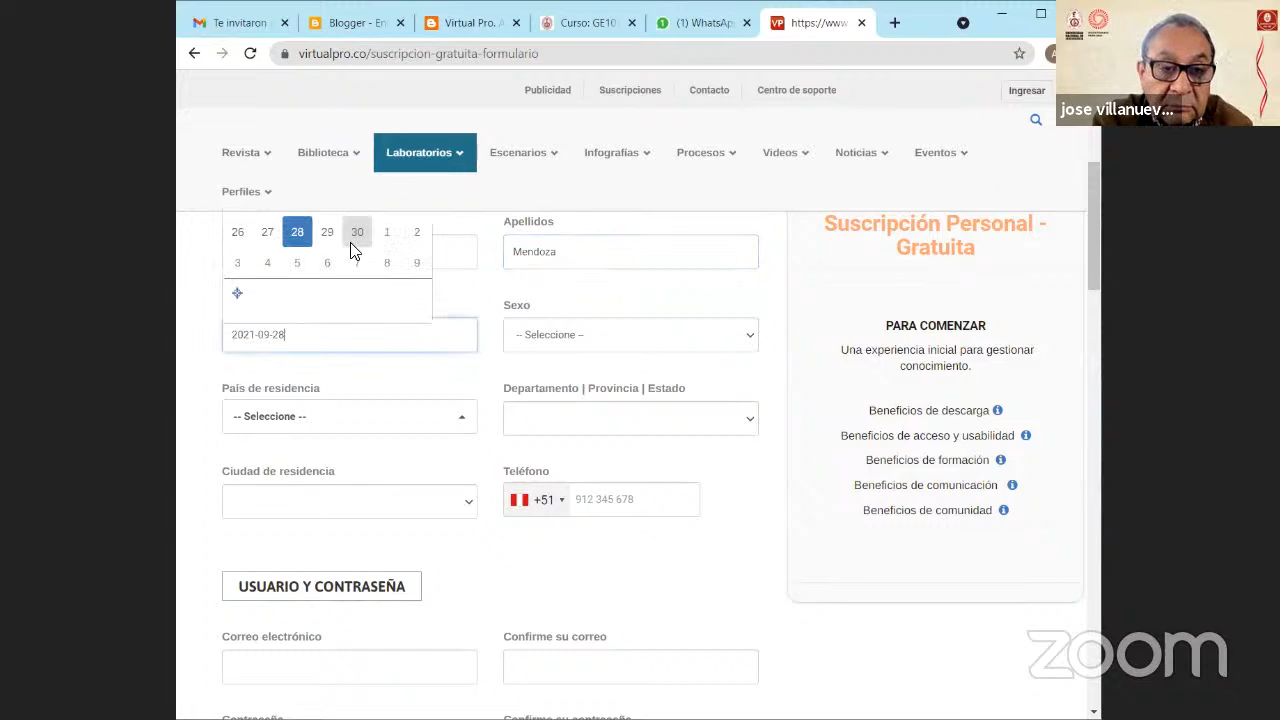 Te invitaron
Blogger - En
Virtual Pro. A
Curso: GE10
(1) WhatsApp
https://www
virtualpro.co/suscripcion-gratuita-formulario
Publicidad
Suscripciones
Contacto
Centro de soporte
Ingresar
jose villanuev...
Revista
Biblioteca
Laboratorios
Escenarios
Infografías
Procesos
Videos
Noticias
Eventos
Perfiles
26 27 28 29 30 1 2
3 4 5 6 7 8 9
2021-09-28
Apellidos
Mendoza
Sexo
-- Seleccione --
País de residencia
-- Seleccione --
Departamento | Provincia | Estado
Ciudad de residencia
Teléfono
+51
912 345 678
USUARIO Y CONTRASEÑA
Correo electrónico
Confirme su correo
Contraseña
Confirme su contraseña
Suscripción Personal -
Gratuita
PARA COMENZAR
Una experiencia inicial para gestionar
conocimiento.
Beneficios de descarga
Beneficios de acceso y usabilidad
Beneficios de formación
Beneficios de comunicación
Beneficios de comunidad
zoom